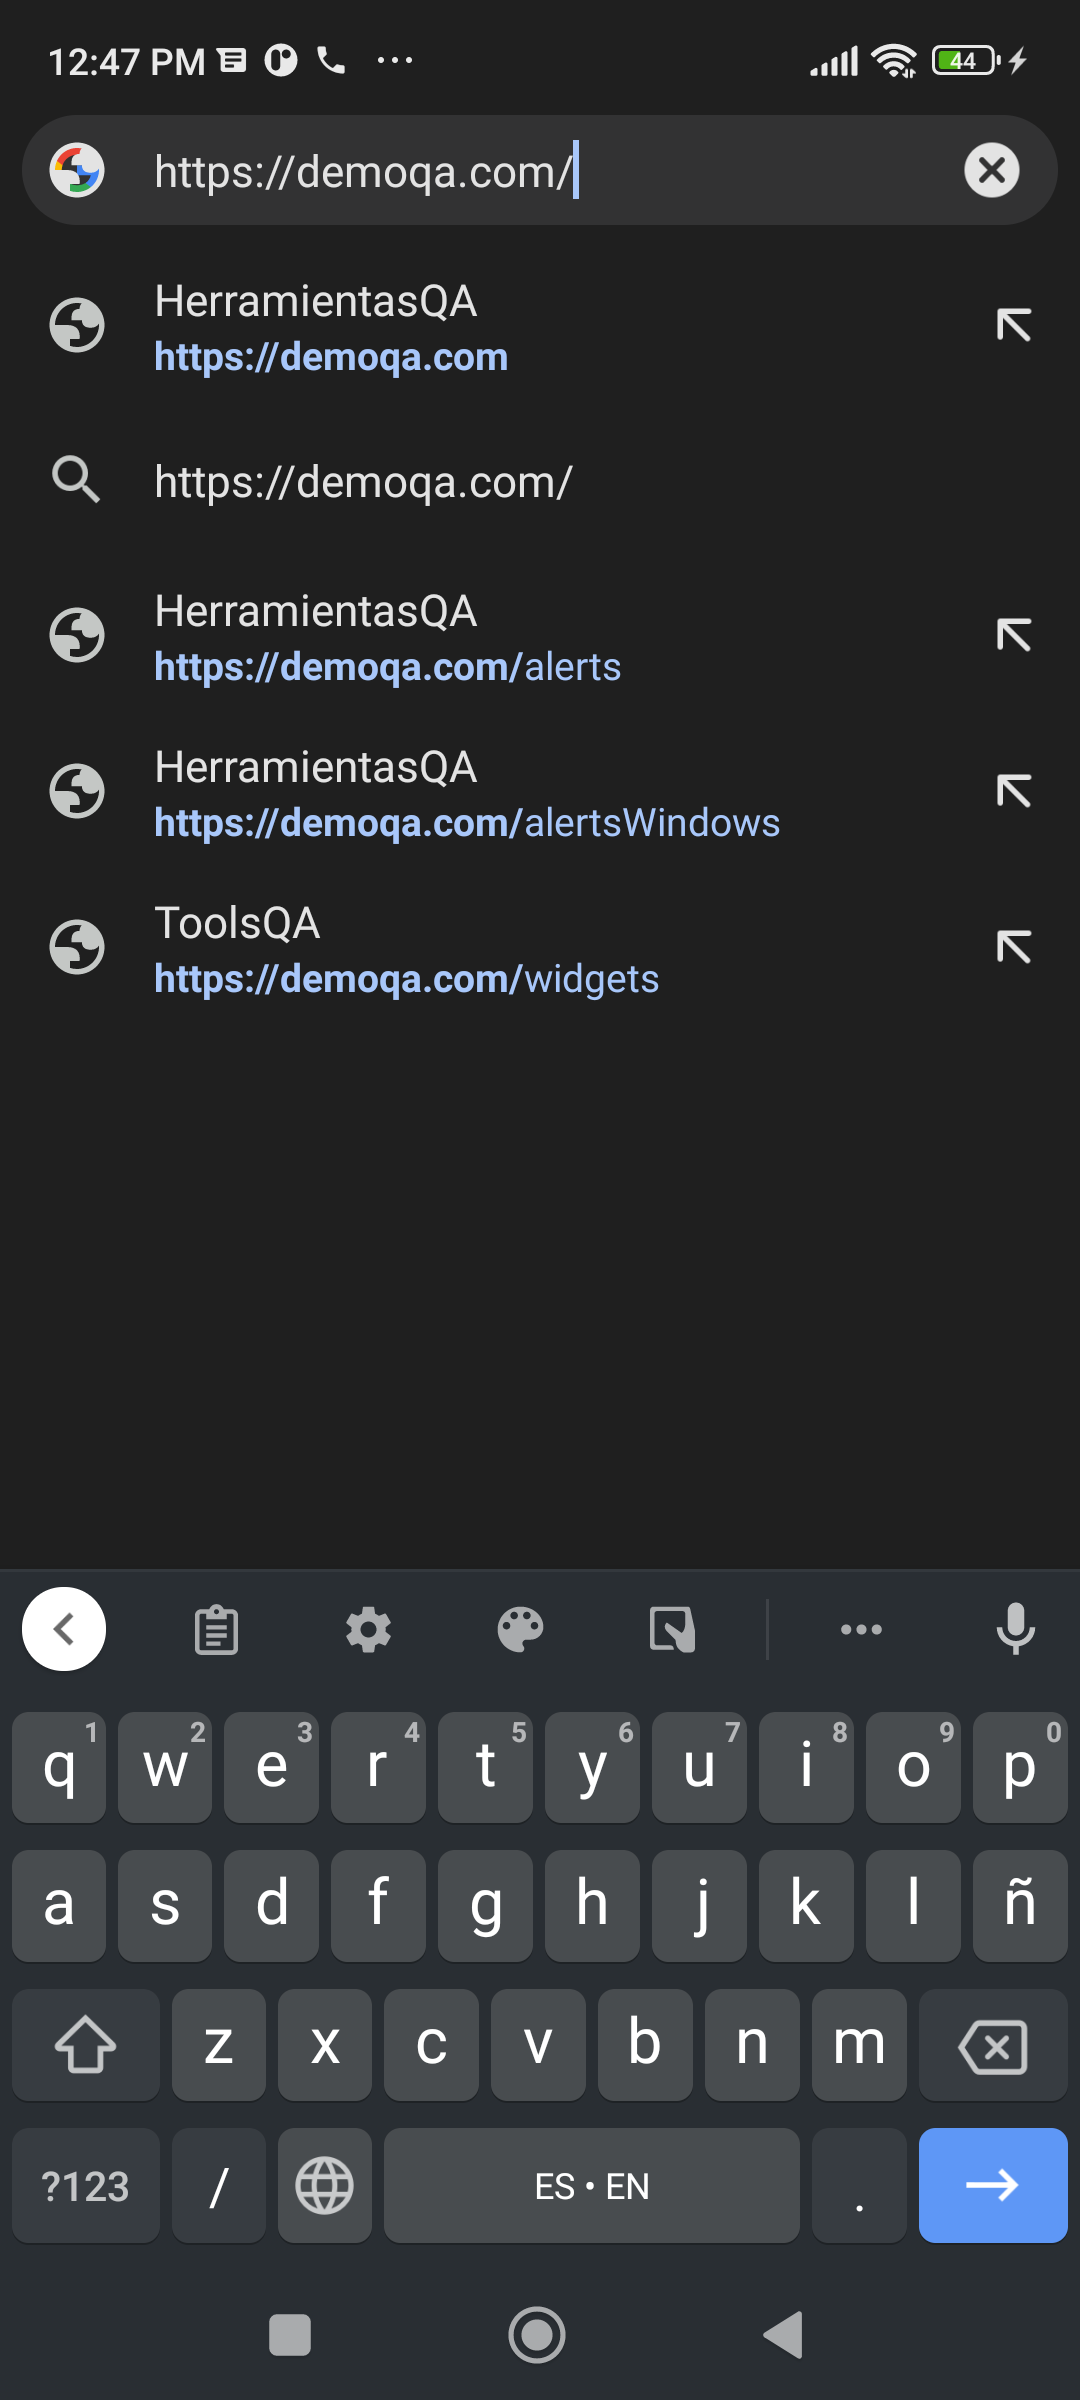 12:47 PM 44
https://demoqa.com/
HerramientasQA
https://demoqa.com
https://demoqa.com/
HerramientasQA
https://demoqa.com/alerts
HerramientasQA
https://demoqa.com/alertsWindows
ToolsQA
https://demoqa.com/widgets
q 1 w 2 e 3 r 4 t 5 y 6 u 7 i 8 o 9 p 0
a s d f g h j k l ñ
z x c v b n m
?123 / ES • EN .